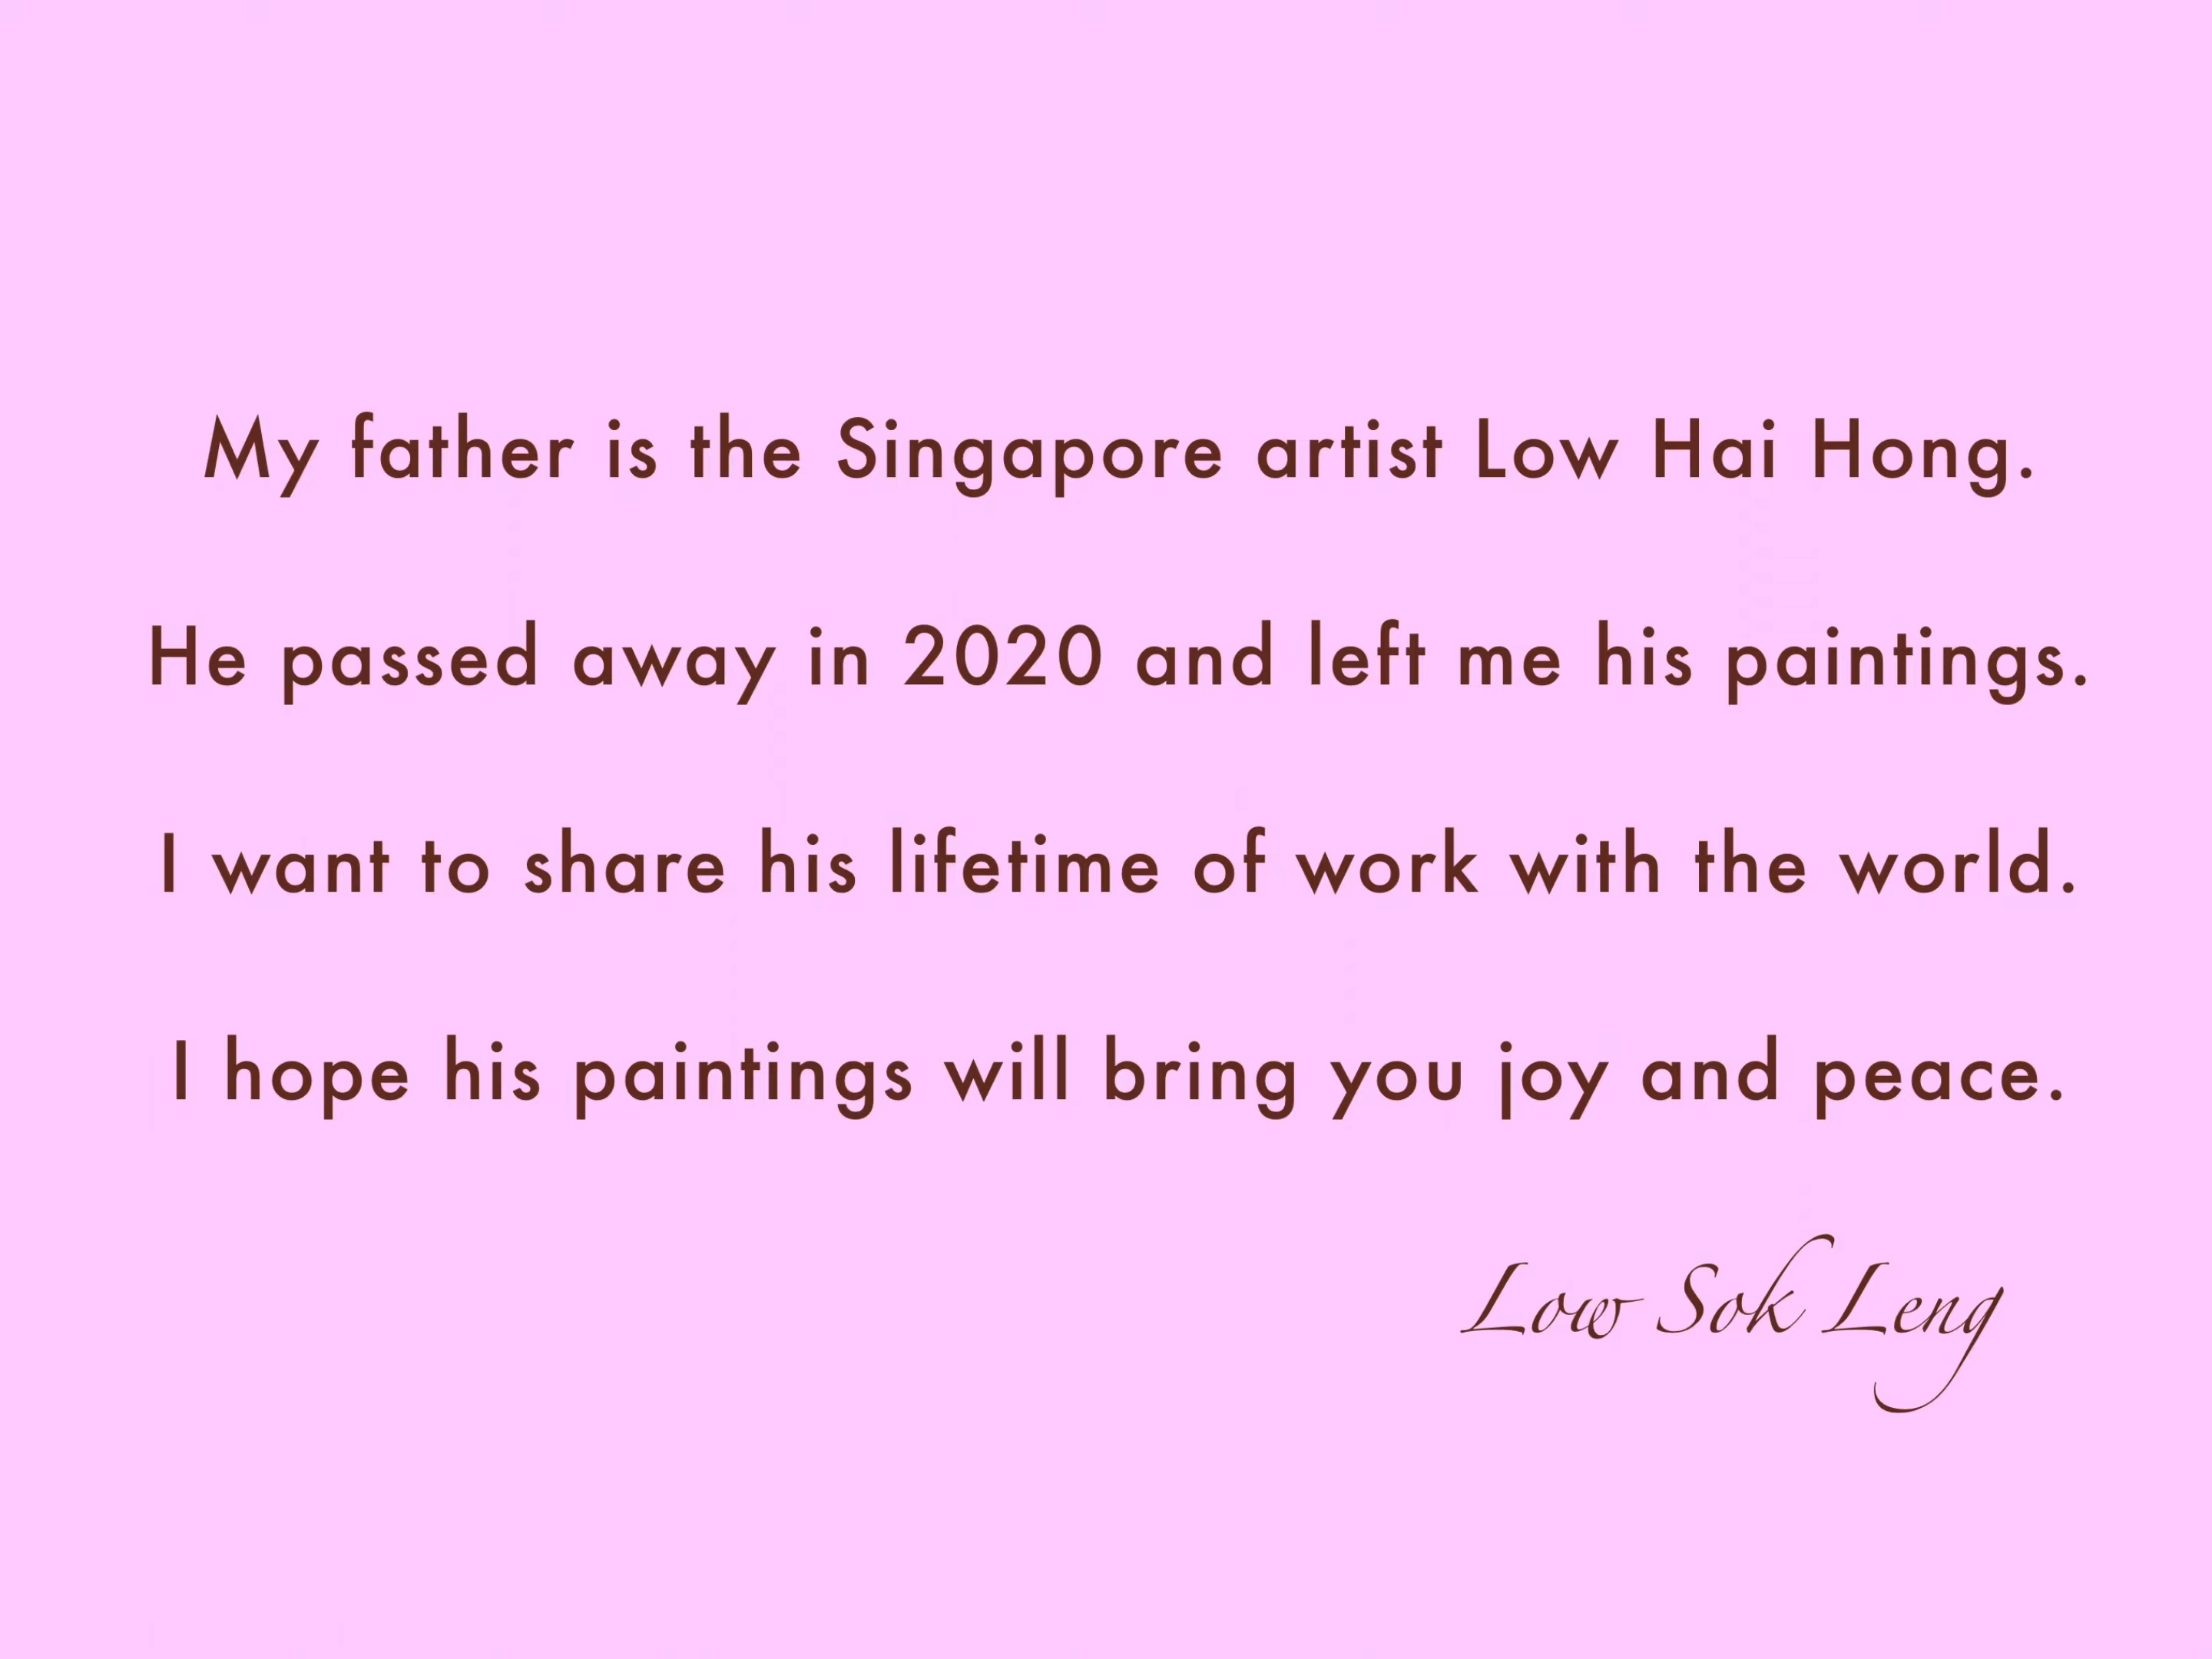 My father is the Singapore artist Low Hai Hong.
He passed away in 2020 and left me his paintings.
I want to share his lifetime of work with the world.
I hope his paintings will bring you joy and peace.
Low Sok Leng